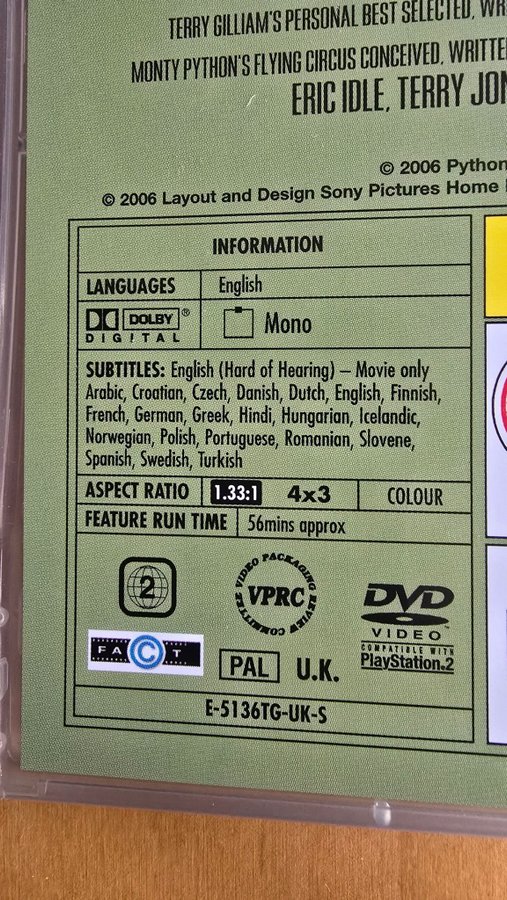 TERRY GILLIAM'S PERSONAL BEST SELECTED,
MONTY PYTHON'S FLYING CIRCUS CONCEIVED,
ERIC IDLE, TERRY
© 2006 Python
© 2006 Layout and Design Sony Pictures Home
INFORMATION
LANGUAGES English
DOLBY® DIGITAL Mono
SUBTITLES: English (Hard of Hearing) – Movie only
Arabic, Croatian, Czech, Danish, Dutch, English, Finnish,
French, German, Greek, Hindi, Hungarian, Icelandic,
Norwegian, Polish, Portuguese, Romanian, Slovene,
Spanish, Swedish, Turkish
ASPECT RATIO 1.33:1 4x3 COLOUR
FEATURE RUN TIME 56mins approx
2
VIDEO PACKAGING REVIEW COMMITTEE
VPRC
DVD
VIDEO
COMPATIBLE WITH
PlayStation.2
FACT
PAL U.K.
E-5136TG-UK-S